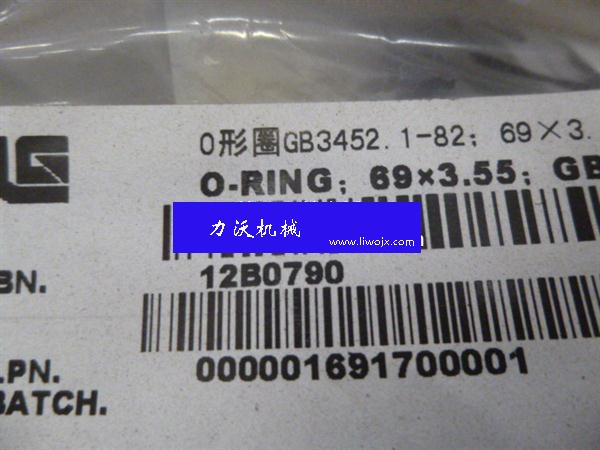 O形圈GB3452.1-82; 69×3.
O-RING; 69×3.55; GB
力沃机械
www.liwojx.com
BN.
12B0790
.PN.
000001691700001
BATCH.